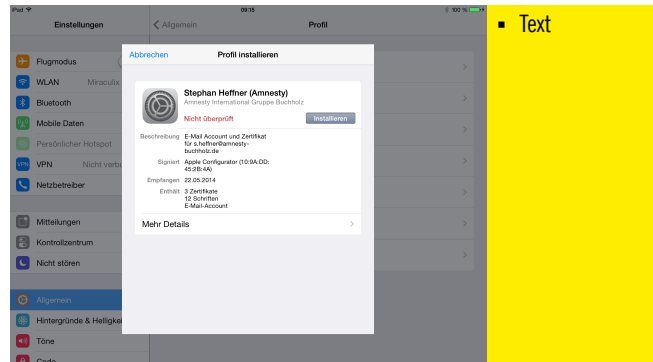 iPad 09:15 100 %
Einstellungen
Allgemein
Profil
Flugmodus
WLAN Miraculix
Bluetooth
Mobile Daten
Persönlicher Hotspot
VPN Nicht verbu
Netzbetreiber
Mitteilungen
Kontrollzentrum
Nicht stören
Allgemein
Hintergründe & Helligkei
Töne
Code
Abbrechen Profil installieren
Stephan Heffner (Amnesty)
Amnesty International Gruppe Buchholz
Nicht überprüft Installieren
Beschreibung E-Mail Account und Zertifikat
für s.heffner@amnesty-
buchholz.de
Signiert Apple Configurator (10:9A:DD:
45:2B:4A)
Empfangen 22.05.2014
Enthält 3 Zertifikate
12 Schriften
E-Mail-Account
Mehr Details
▪ Text